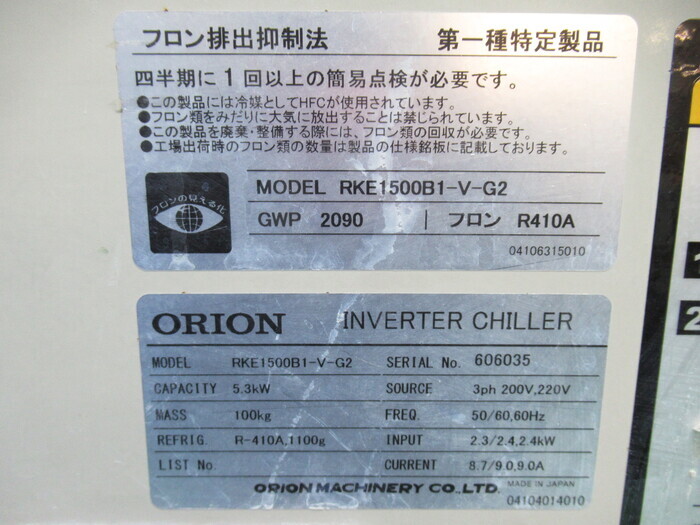 フロン排出抑制法 第一種特定製品
四半期に1回以上の簡易点検が必要です。
●この製品には冷媒としてHFCが使用されています。
●フロン類をみだりに大気に放出することは禁じられています。
●この製品を廃棄・整備する際には、フロン類の回収が必要です。
●工場出荷時のフロン類の数量は製品の仕様銘板に記載しております。
フロンの見える化
MODEL RKE1500B1-V-G2
GWP 2090 フロン R410A
04106315010
ORION INVERTER CHILLER
MODEL RKE1500B1-V-G2 SERIAL No. 606035
CAPACITY 5.3kW SOURCE 3ph 200V,220V
MASS 100kg FREQ. 50/60,60Hz
REFRIG. R-410A,1100g INPUT 2.3/2.4,2.4kW
LIST No. CURRENT 8.7/9.0,9.0A
ORION MACHINERY CO.,LTD. MADE IN JAPAN
04104014010
1
2